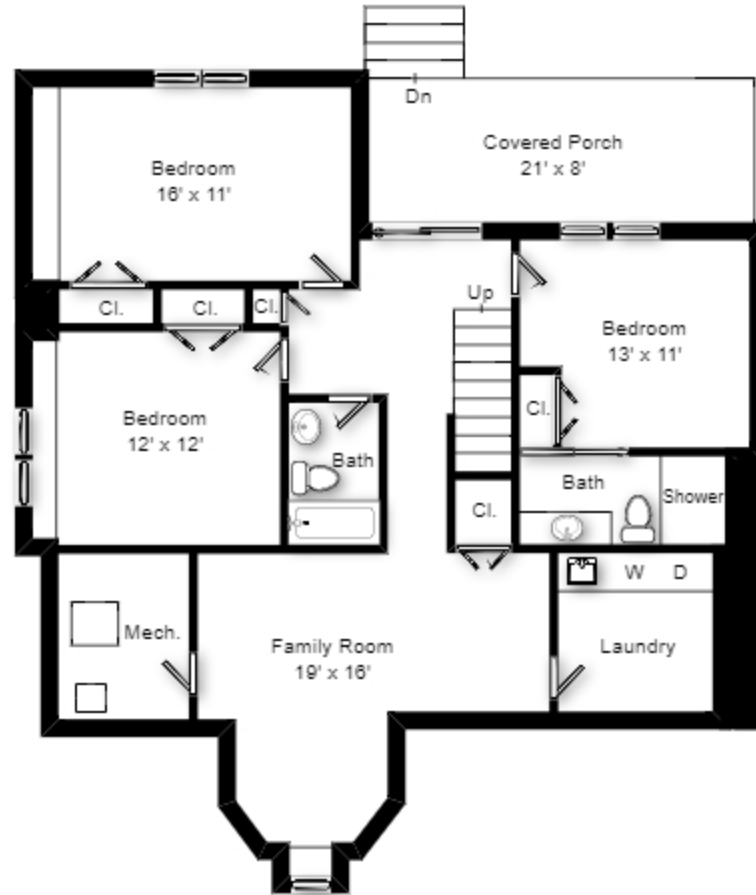 Dn
Covered Porch
21' x 8'
Bedroom
16' x 11'
Up
Cl.
Cl.
Cl.
Bedroom
13' x 11'
Bedroom
12' x 12'
Cl.
Bath
Bath
Shower
Cl.
W D
Mech.
Family Room
19' x 16'
Laundry